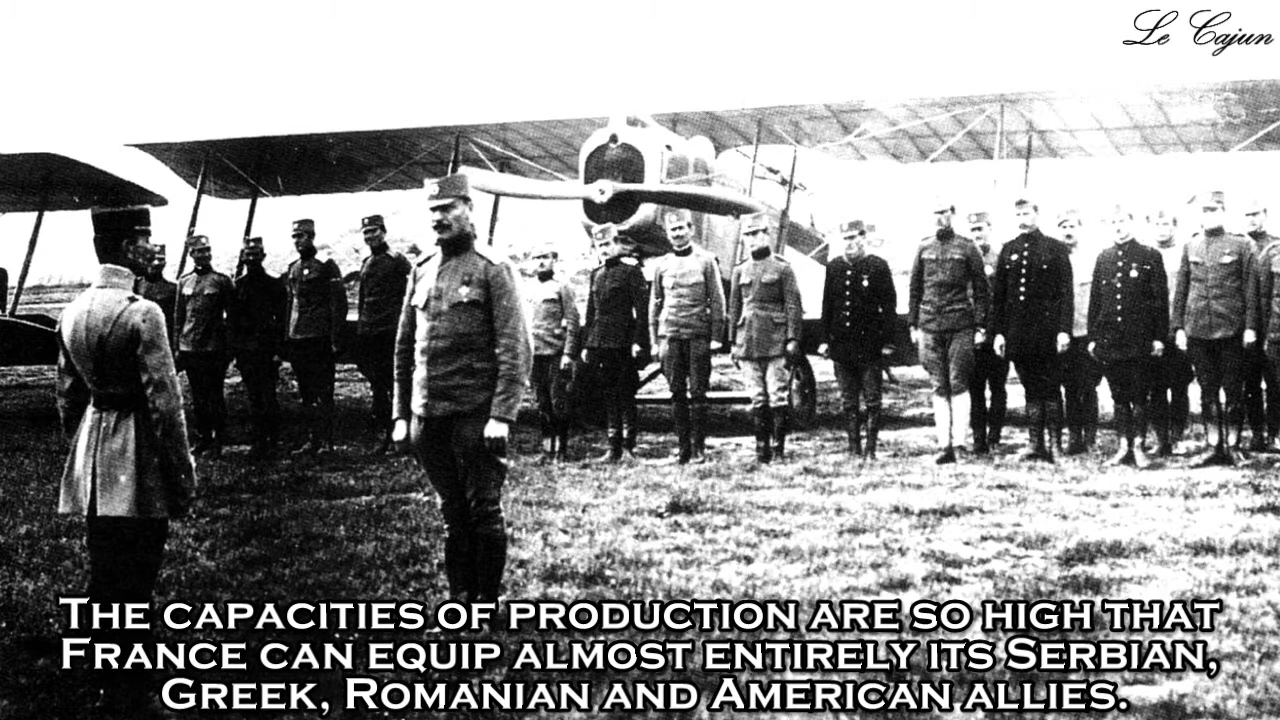 Le Cajun
The capacities of production are so high that
France can equip almost entirely its Serbian,
Greek, Romanian and American allies.